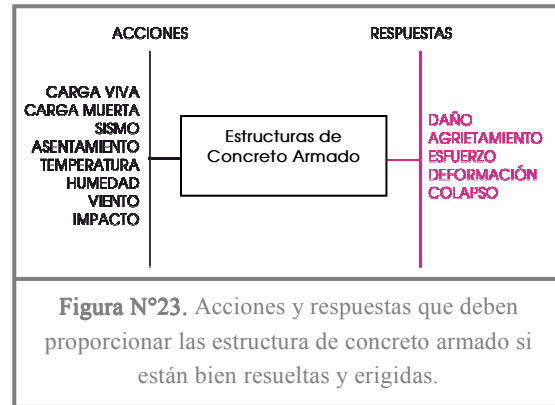 ACCIONES
RESPUESTAS
CARGA VIVA
CARGA MUERTA
SISMO
ASENTAMIENTO
TEMPERATURA
HUMEDAD
VIENTO
IMPACTO
Estructuras de
Concreto Armado
DAÑO
AGRIETAMIENTO
ESFUERZO
DEFORMACIÓN
COLAPSO
Figura N°23. Acciones y respuestas que deben
proporcionar las estructura de concreto armado si
están bien resueltas y erigidas.